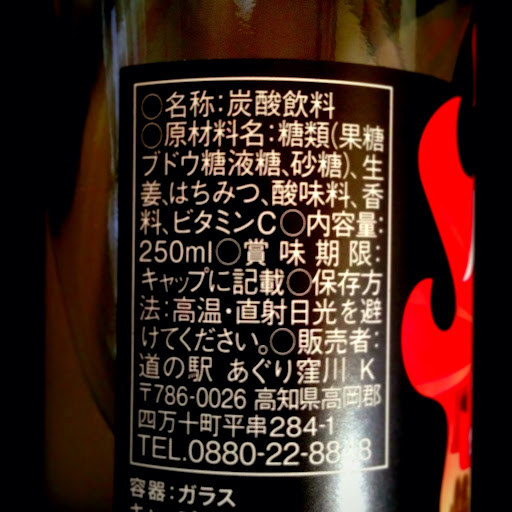 ○名称:炭酸飲料
○原材料名:糖類(果糖
ブドウ糖液糖、砂糖)、生
姜、はちみつ、酸味料、香
料、ビタミンC○内容量:
250ml○賞味期限:
キャップに記載○保存方
法:高温・直射日光を避
けてください。○販売者:
道の駅 あぐり窪川 K
〒786-0026 高知県高岡郡
四万十町平串284-1
TEL.0880-22-8848
容器:ガラス